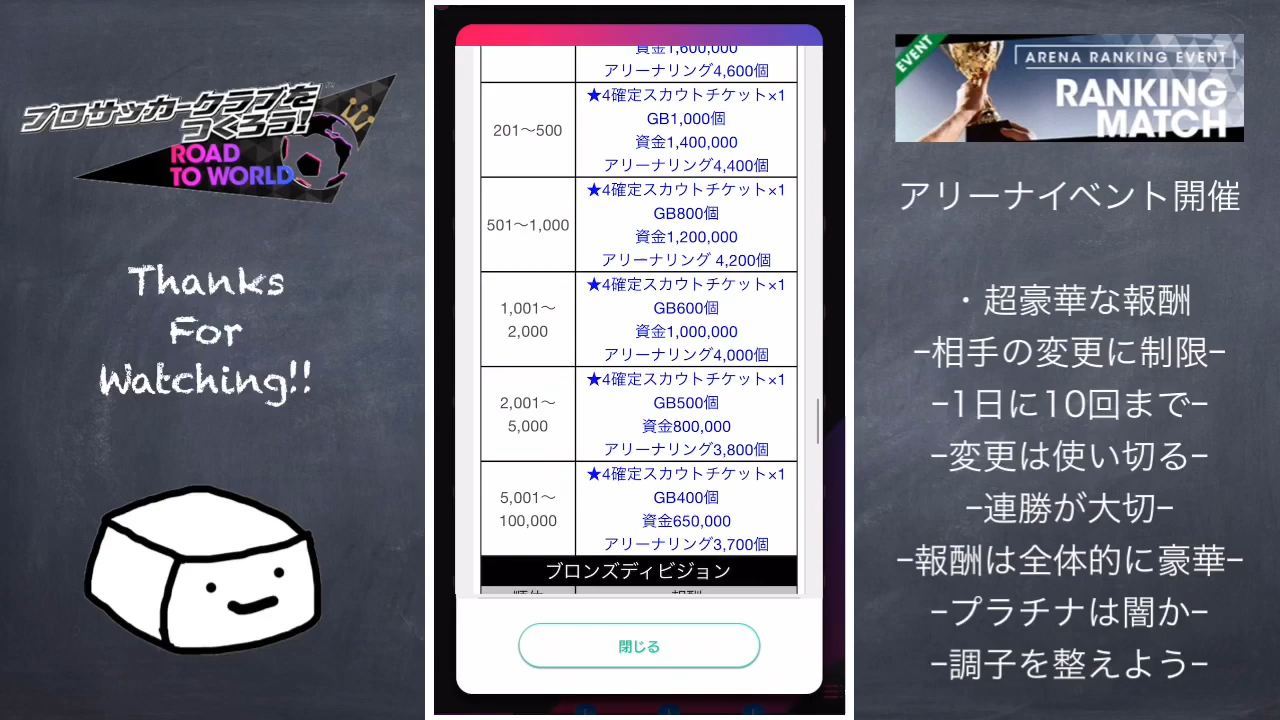 プロサッカークラブを
つくろう!
ROAD
TO WORLD
Thanks
For
Watching!!
資金1,600,000
アリーナリング4,600個
201〜500
★4確定スカウトチケット×1
GB1,000個
資金1,400,000
アリーナリング4,400個
501〜1,000
★4確定スカウトチケット×1
GB800個
資金1,200,000
アリーナリング 4,200個
1,001〜
2,000
★4確定スカウトチケット×1
GB600個
資金1,000,000
アリーナリング4,000個
2,001〜
5,000
★4確定スカウトチケット×1
GB500個
資金800,000
アリーナリング3,800個
5,001〜
100,000
★4確定スカウトチケット×1
GB400個
資金650,000
アリーナリング3,700個
ブロンズディビジョン
閉じる
EVENT
ARENA RANKING EVENT
RANKING
MATCH
アリーナイベント開催
・超豪華な報酬
−相手の変更に制限−
−1日に10回まで−
−変更は使い切る−
−連勝が大切−
−報酬は全体的に豪華−
−プラチナは闇か−
−調子を整えよう−